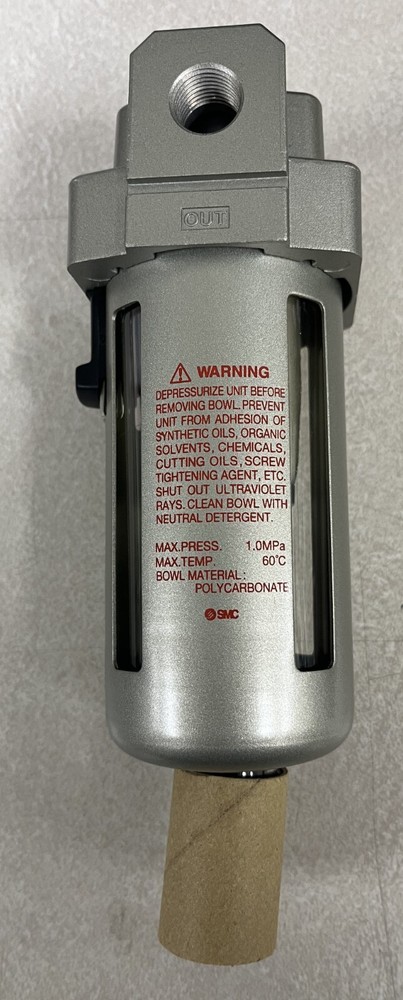 OUT
WARNING
DEPRESSURIZE UNIT BEFORE
REMOVING BOWL. PREVENT
UNIT FROM ADHESION OF
SYNTHETIC OILS, ORGANIC
SOLVENTS, CHEMICALS,
CUTTING OILS, SCREW
TIGHTENING AGENT, ETC.
SHUT OUT ULTRAVIOLET
RAYS. CLEAN BOWL WITH
NEUTRAL DETERGENT.
MAX.PRESS. 1.0MPa
MAX.TEMP. 60°C
BOWL MATERIAL:
POLYCARBONATE
SMC